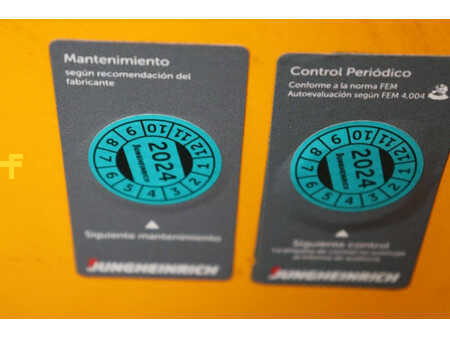 Mantenimiento
según recomendación del
fabricante
10 11 12 1 2 3 4 5 6 7 8 9
2024
JUNGHEINRICH
Siguiente mantenimiento
JUNGHEINRICH
Control Periódico
Conforme a la norma FEM
Autoevaluación según FEM 4.004
10 11 12 1 2 3 4 5 6 7 8 9
2024
JUNGHEINRICH
Siguiente control
JUNGHEINRICH